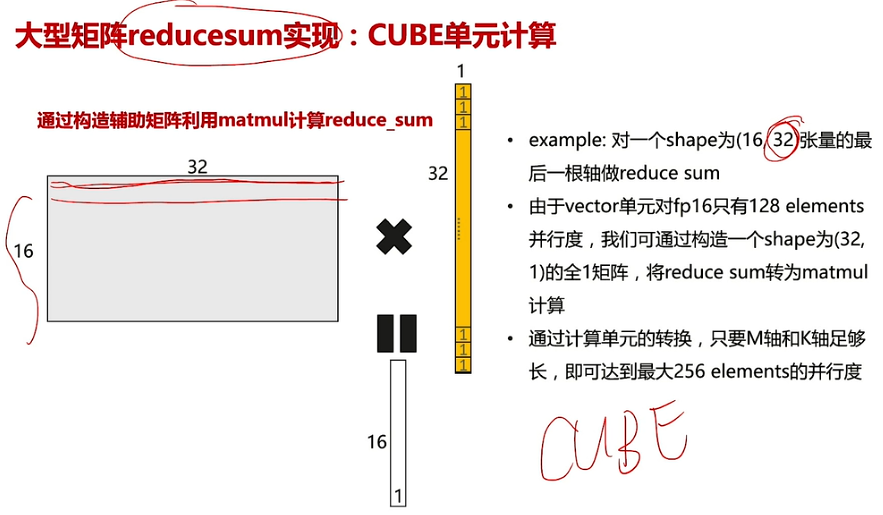 大型矩阵reducesum实现：CUBE单元计算
通过构造辅助矩阵利用matmul计算reduce_sum
32
16
1
1
1
1
32
......
1
1
1
16
1
• example: 对一个shape为(16, 32)张量的最
后一根轴做reduce sum
• 由于vector单元对fp16只有128 elements
并行度，我们可通过构造一个shape为(32,
1)的全1矩阵，将reduce sum转为matmul
计算
• 通过计算单元的转换，只要M轴和K轴足够
长，即可达到最大256 elements的并行度
CUBE